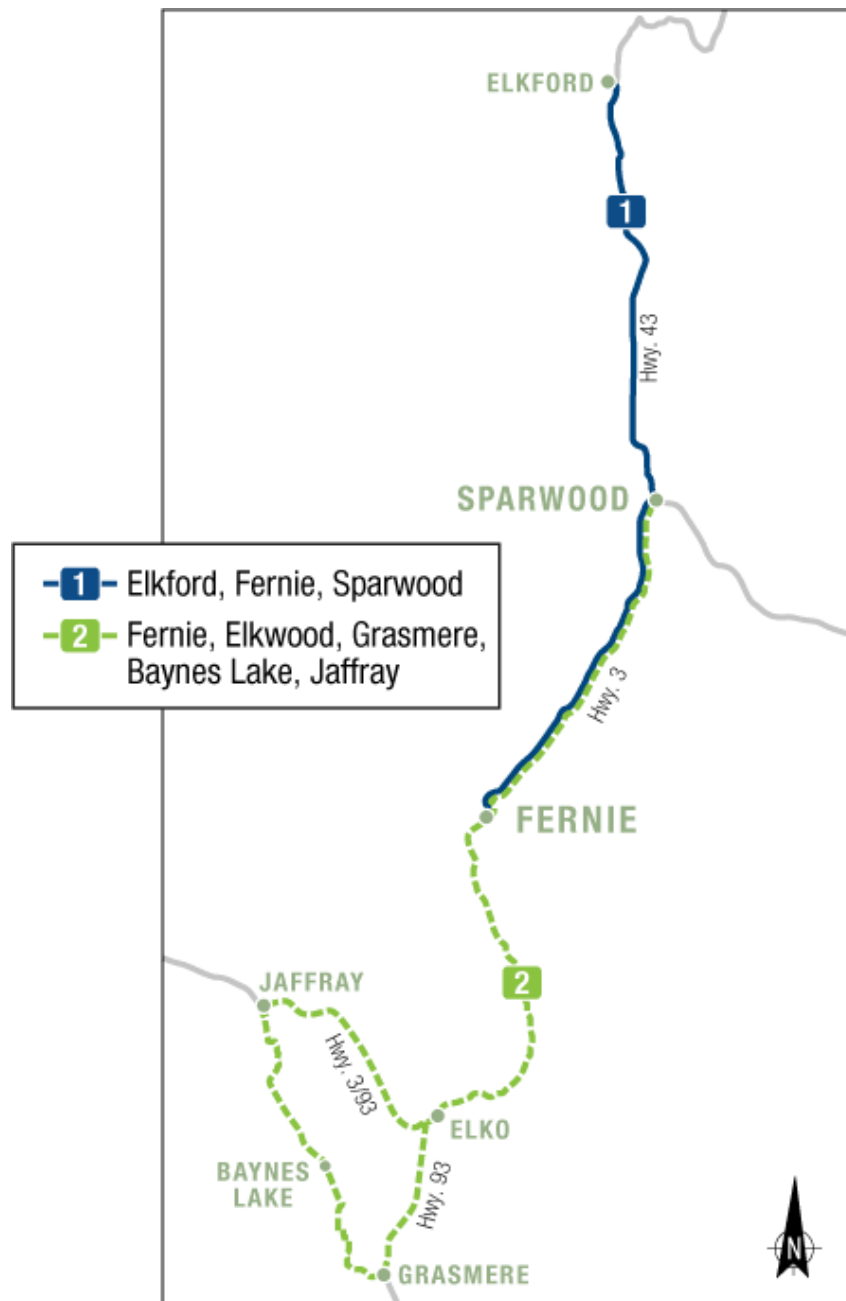 ELKFORD
1
Hwy. 43
SPARWOOD
1 Elkford, Fernie, Sparwood
2 Fernie, Elkwood, Grasmere,
Baynes Lake, Jaffray
Hwy. 3
FERNIE
JAFFRAY
2
Hwy. 3/93
ELKO
BAYNES
LAKE
Hwy. 93
GRASMERE
N